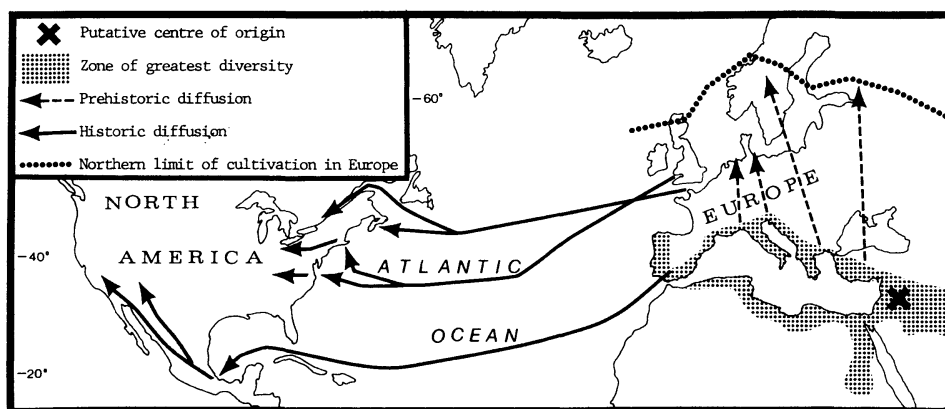 Putative centre of origin
Zone of greatest diversity
Prehistoric diffusion
Historic diffusion
Northern limit of cultivation in Europe
60°
NORTH
EUROPE
40°
AMERICA
ATLANTIC
OCEAN
20°